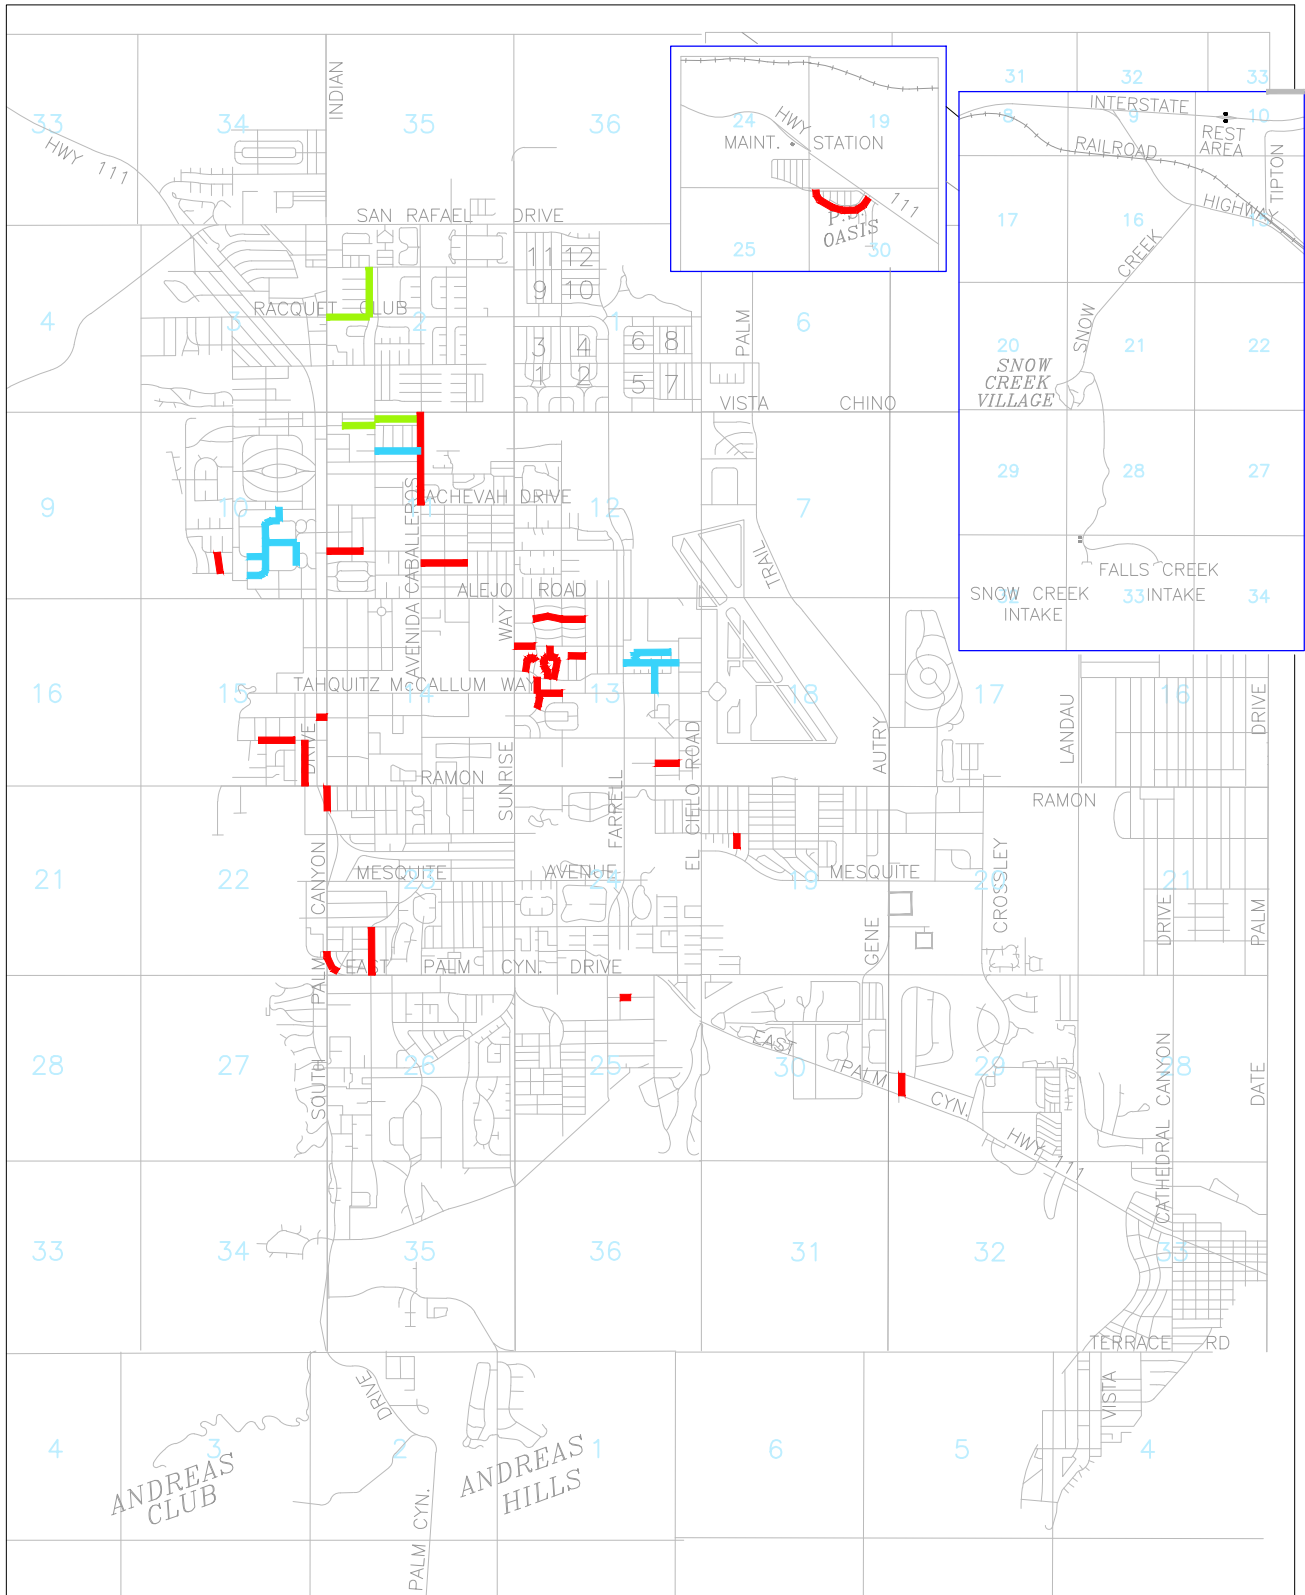 31
32
33
INTERSTATE
8
9
10
REST
AREA
RAILROAD
TIPTON
HIGHWAY
17
16
15
CREEK
SNOW
20
21
22
SNOW
CREEK
VILLAGE
29
28
27
FALLS CREEK
INTAKE
SNOW CREEK
INTAKE
32
33
34
24
19
HWY
111
MAINT. STATION
P.S.
OASIS
25
30
33
34
35
36
HWY 111
INDIAN
SAN RAFAEL DRIVE
11 12
9 10
RACQUET CLUB
4
3
2
1
6
3 4 6 8
1 2 5 7
PALM
VISTA CHINO
9
10
11
12
7
TACHEVAH DRIVE
AVENIDA CABALLEROS
TRAIL
ALEJO ROAD
WAY
16
15
14
13
18
17
16
TAHQUITZ McCALLUM WAY
DRIVE
RAMON
SUNRISE
FARRELL
EL CIELO ROAD
AUTRY
LANDAU
DRIVE
RAMON
21
22
23
24
19
20
21
CANYON
MESQUITE AVENUE
MESQUITE
GENE
CROSSLEY
DRIVE
PALM
EAST PALM CYN. DRIVE
PALM
SOUTH
28
27
26
25
30
29
28
EAST PALM CYN.
HWY 111
CATHEDRAL CANYON
DATE
33
34
35
36
31
32
33
TERRACE RD
VISTA
DRIVE
4
3
2
1
6
5
4
ANDREAS
CLUB
ANDREAS
HILLS
PALM CYN.